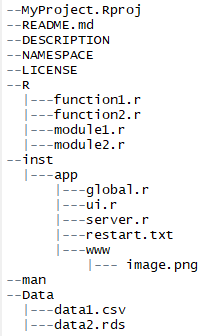 --MyProject.Rproj
--README.md
--DESCRIPTION
--NAMESPACE
--LICENSE
--R
|---function1.r
|---function2.r
|---module1.r
|---module2.r
--inst
|---app
|---global.r
|---ui.r
|---server.r
|---restart.txt
|---www
|--- image.png
--man
--Data
|---data1.csv
|---data2.rds